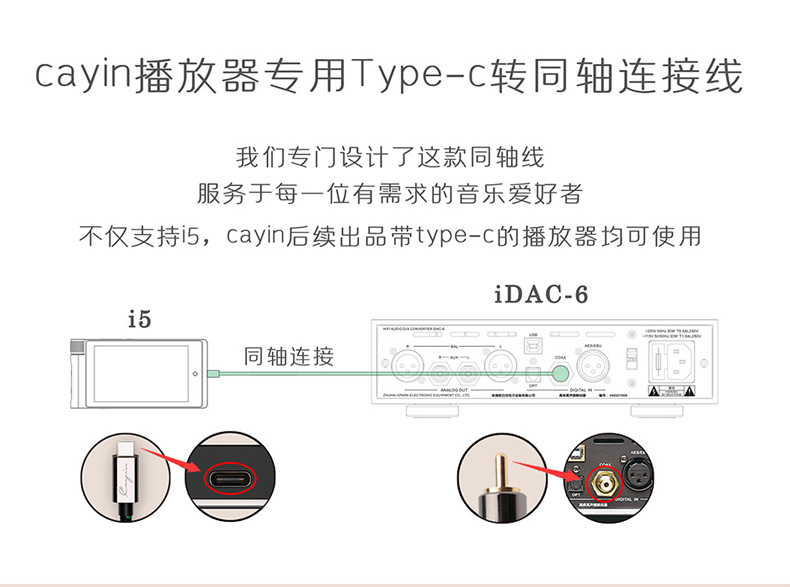 cayin播放器专用Type-c转同轴连接线
我们专门设计了这款同轴线
服务于每一位有需求的音乐爱好者
不仅支持i5，cayin后续出品带type-c的播放器均可使用
i5
iDAC-6
同轴连接
HIFI AUDIO D/A CONVERTER·DAC-6
USB
R
BAL
L
R
AUX
L
COAX
AES/EBU
OPT
ANALOG OUT
DIGITAL IN
ZHUHAI SPARK ELECTRONIC EQUIPMENT CO., LTD.
Cayin
COAX
AES/E
OPT
DIGITAL IN